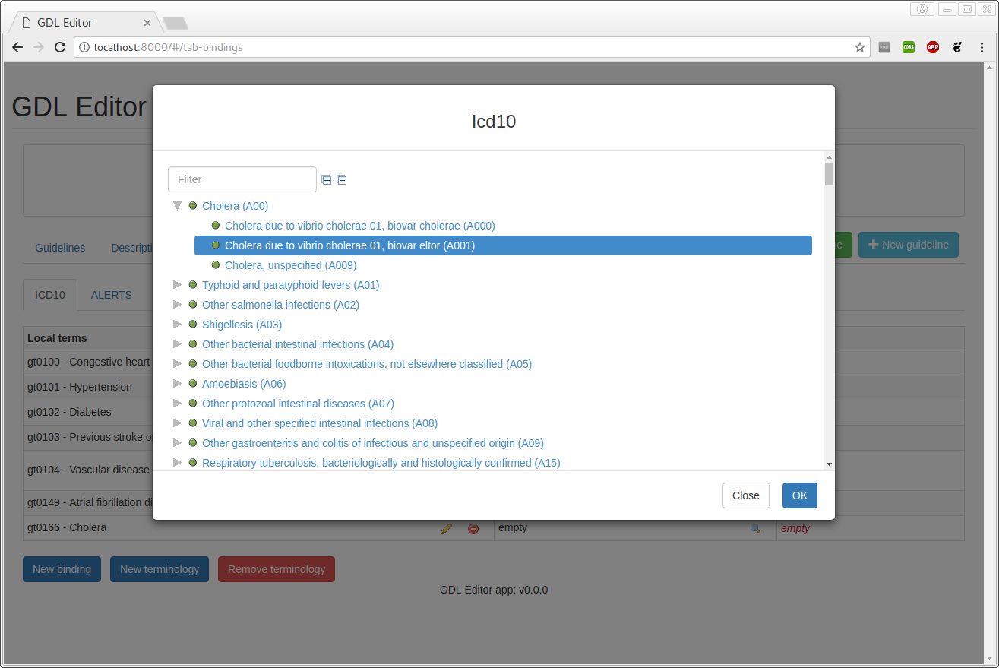 GDL Editor
localhost:8000/#/tab-bindings
CORS
ABP
GDL Editor
Icd10
Filter
Cholera (A00)
Cholera due to vibrio cholerae 01, biovar cholerae (A000)
Cholera due to vibrio cholerae 01, biovar eltor (A001)
Cholera, unspecified (A009)
Typhoid and paratyphoid fevers (A01)
Other salmonella infections (A02)
Shigellosis (A03)
Other bacterial intestinal infections (A04)
Other bacterial foodborne intoxications, not elsewhere classified (A05)
Amoebiasis (A06)
Other protozoal intestinal diseases (A07)
Viral and other specified intestinal infections (A08)
Other gastroenteritis and colitis of infectious and unspecified origin (A09)
Respiratory tuberculosis, bacteriologically and histologically confirmed (A15)
Close OK
Guidelines Descripti
ne New guideline
ICD10 ALERTS
Local terms
gt0100 - Congestive heart
gt0101 - Hypertension
gt0102 - Diabetes
gt0103 - Previous stroke o
gt0104 - Vascular disease
gt0149 - Atrial fibrillation di
gt0166 - Cholera empty empty
New binding New terminology Remove terminology
GDL Editor app: v0.0.0